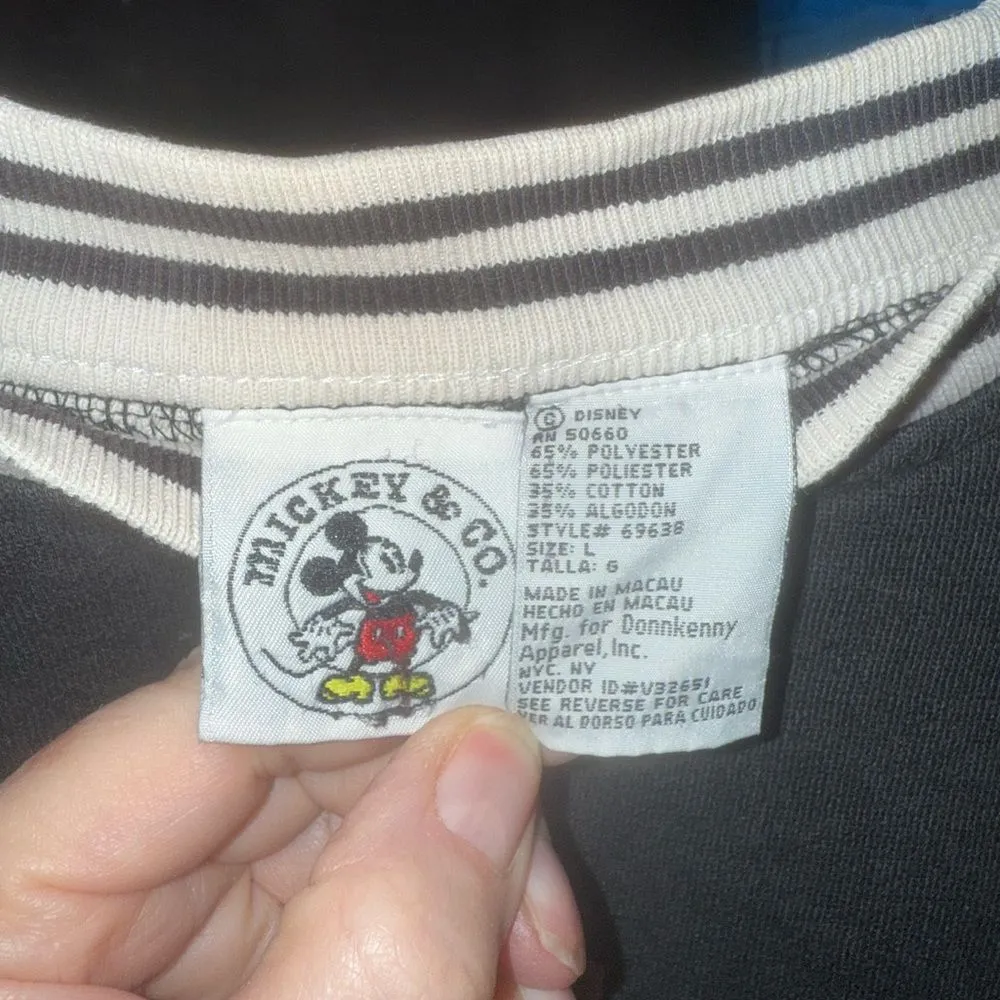 MICKEY & CO.
© DISNEY
RN 50660
65% POLYESTER
65% POLIESTER
35% COTTON
35% ALGODON
STYLE# 69638
SIZE: L
TALLA: G
MADE IN MACAU
HECHO EN MACAU
Mfg. for Donnkenny
Apparel, Inc.
NYC. NY
VENDOR ID#V32651
SEE REVERSE FOR CARE
VER AL DORSO PARA CUIDADO